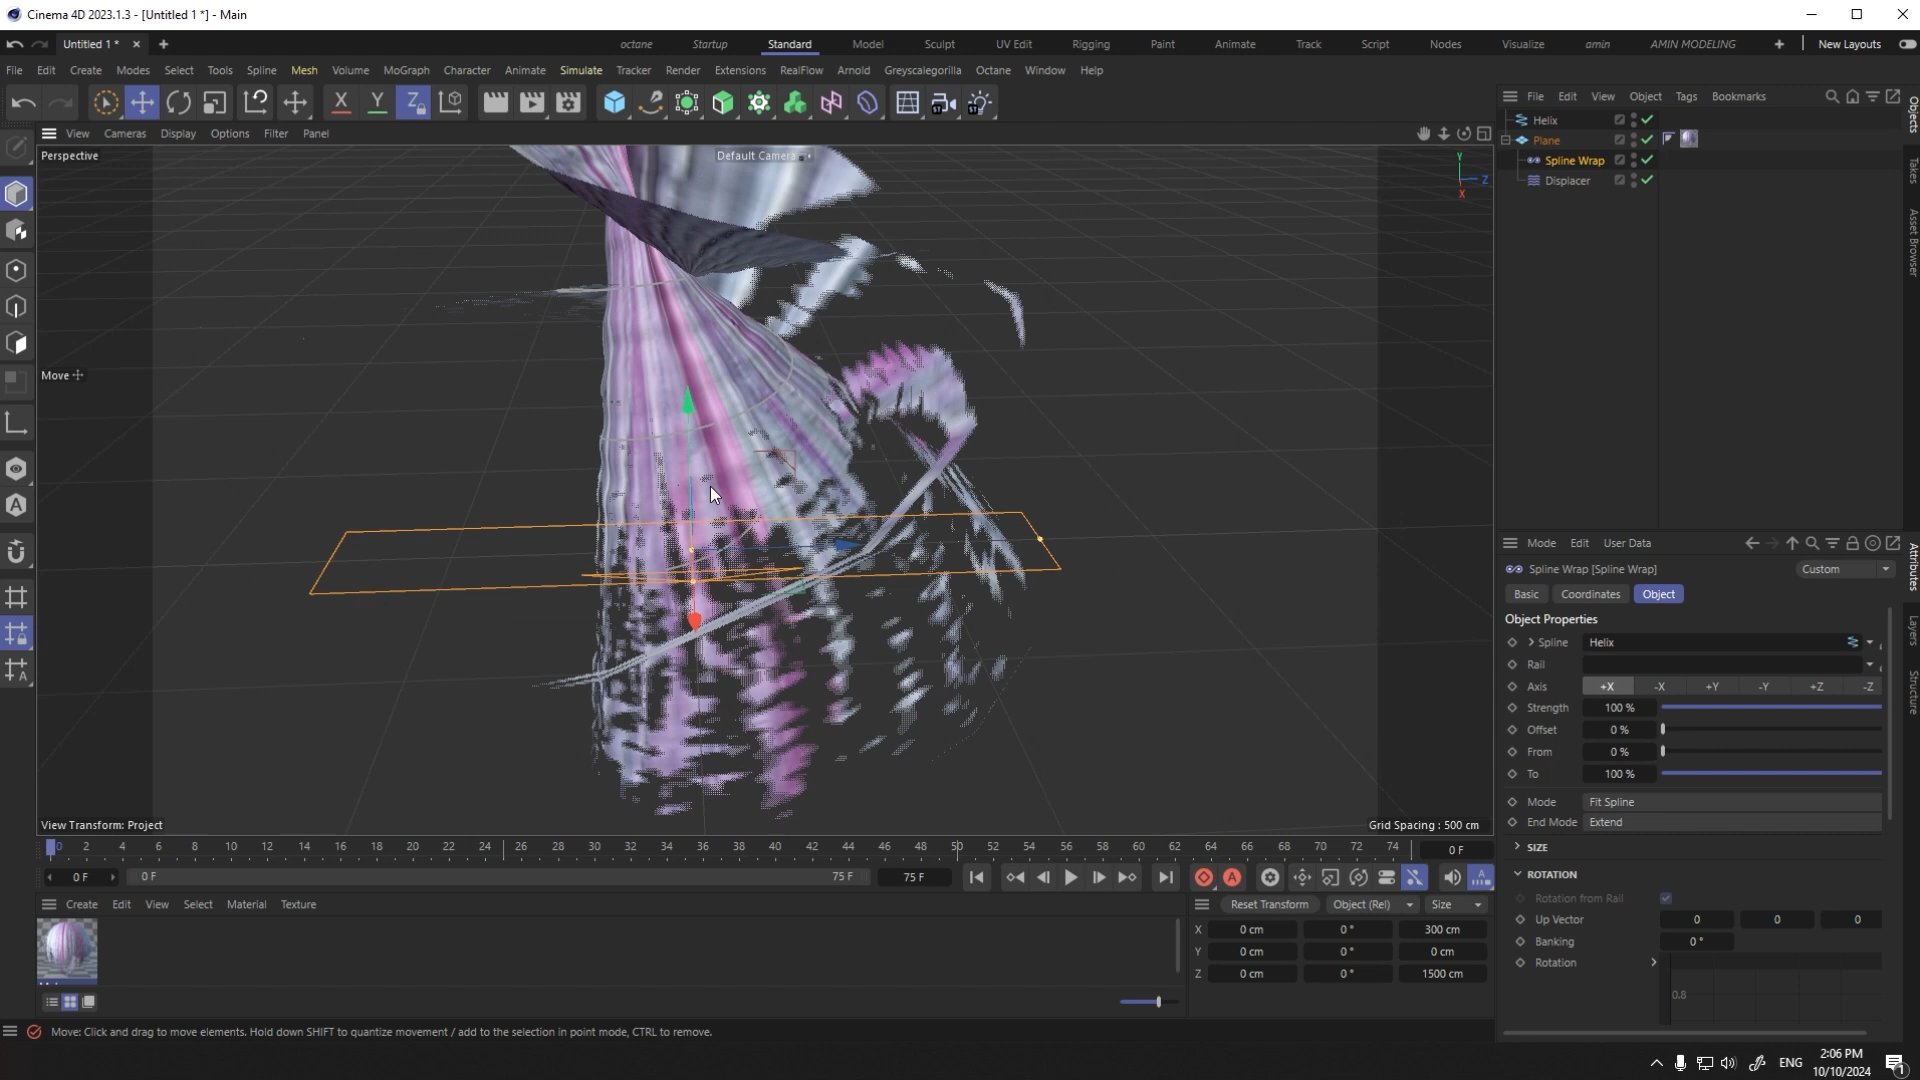 Cinema 4D 2023.1.3 - [Untitled 1 *] - Main
Untitled 1 *
octane
Startup
Standard
Model
Sculpt
UV Edit
Rigging
Paint
Animate
Track
Script
Nodes
Visualize
amin
AMIN MODELING
New Layouts
File Edit Create Modes Select Tools Spline Mesh Volume MoGraph Character Animate Simulate Tracker Render Extensions RealFlow Arnold Greyscalegorilla Octane Window Help
X Y Z
ST ST
View Cameras Display Options Filter Panel
Perspective
Default Camera
Y
Z
X
Move
View Transform: Project
Grid Spacing : 500 cm
File Edit View Object Tags Bookmarks
Helix
Plane
Spline Wrap
Displacer
Objects
Takes
Asset Browser
Attributes
Layers
Structure
Mode Edit User Data
Spline Wrap [Spline Wrap]
Custom
Basic Coordinates Object
Object Properties
Spline Helix
Rail
Axis +X -X +Y -Y +Z -Z
Strength 100 %
Offset 0 %
From 0 %
To 100 %
Mode Fit Spline
End Mode Extend
SIZE
ROTATION
Rotation from Rail
Up Vector 0 0 0
Banking 0 °
Rotation
0.8
0 2 4 6 8 10 12 14 16 18 20 22 24 26 28 30 32 34 36 38 40 42 44 46 48 50 52 54 56 58 60 62 64 66 68 70 72 74
0 F
0 F
0 F
75 F
75 F
Create Edit View Select Material Texture
Reset Transform Object (Rel) Size
X 0 cm 0 ° 300 cm
Y 0 cm 0 ° 0 cm
Z 0 cm 0 ° 1500 cm
Move: Click and drag to move elements. Hold down SHIFT to quantize movement / add to the selection in point mode, CTRL to remove.
ENG
2:06 PM
10/10/2024
1